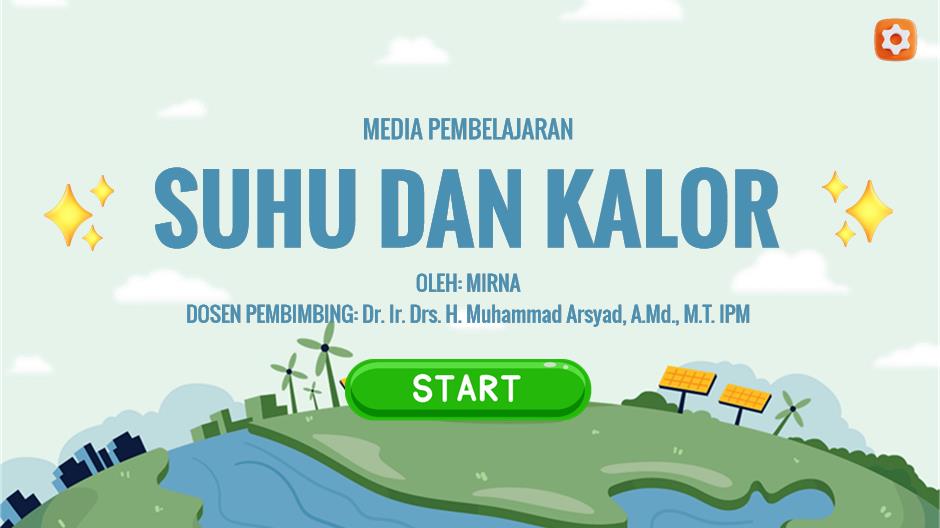 MEDIA PEMBELAJARAN
SUHU DAN KALOR
OLEH: MIRNA
DOSEN PEMBIMBING: Dr. Ir. Drs. H. Muhammad Arsyad, A.Md., M.T. IPM
START